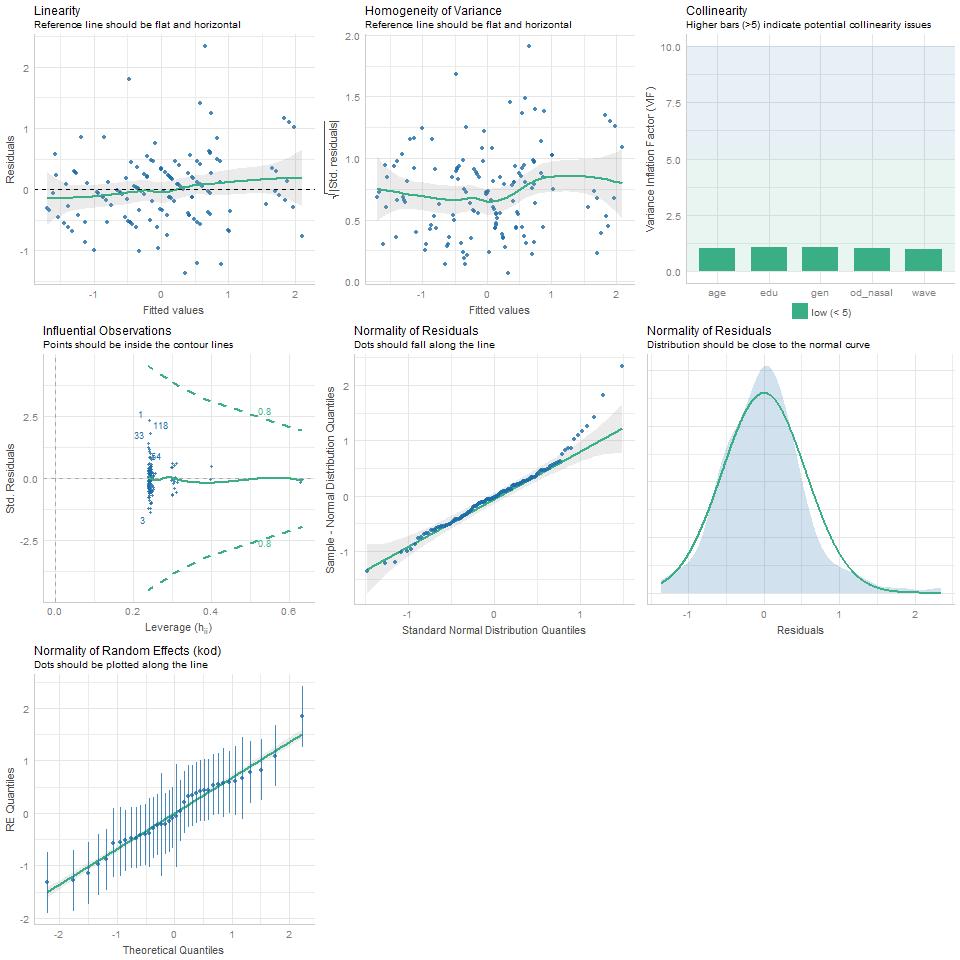 Linearity
Reference line should be flat and horizontal
Residuals
2
1
0
-1
-1
0
1
2
Fitted values
Homogeneity of Variance
Reference line should be flat and horizontal
√|Std. residuals|
2.0
1.5
1.0
0.5
0.0
-1
0
1
2
Fitted values
Collinearity
Higher bars (>5) indicate potential collinearity issues
Variance Inflation Factor (VIF)
10.0
7.5
5.0
2.5
0.0
age
edu
gen
od_nasal
wave
low (< 5)
Influential Observations
Points should be inside the contour lines
Std. Residuals
2.5
0.0
-2.5
0.8
1
118
33
54
3
0.8
0.0
0.2
0.4
0.6
Leverage (hii)
Normality of Residuals
Dots should fall along the line
Sample - Normal Distribution Quantiles
2
1
0
-1
-1
0
1
Standard Normal Distribution Quantiles
Normality of Residuals
Distribution should be close to the normal curve
-1
0
1
2
Residuals
Normality of Random Effects (kod)
Dots should be plotted along the line
RE Quantiles
2
1
0
-1
-2
-2
-1
0
1
2
Theoretical Quantiles